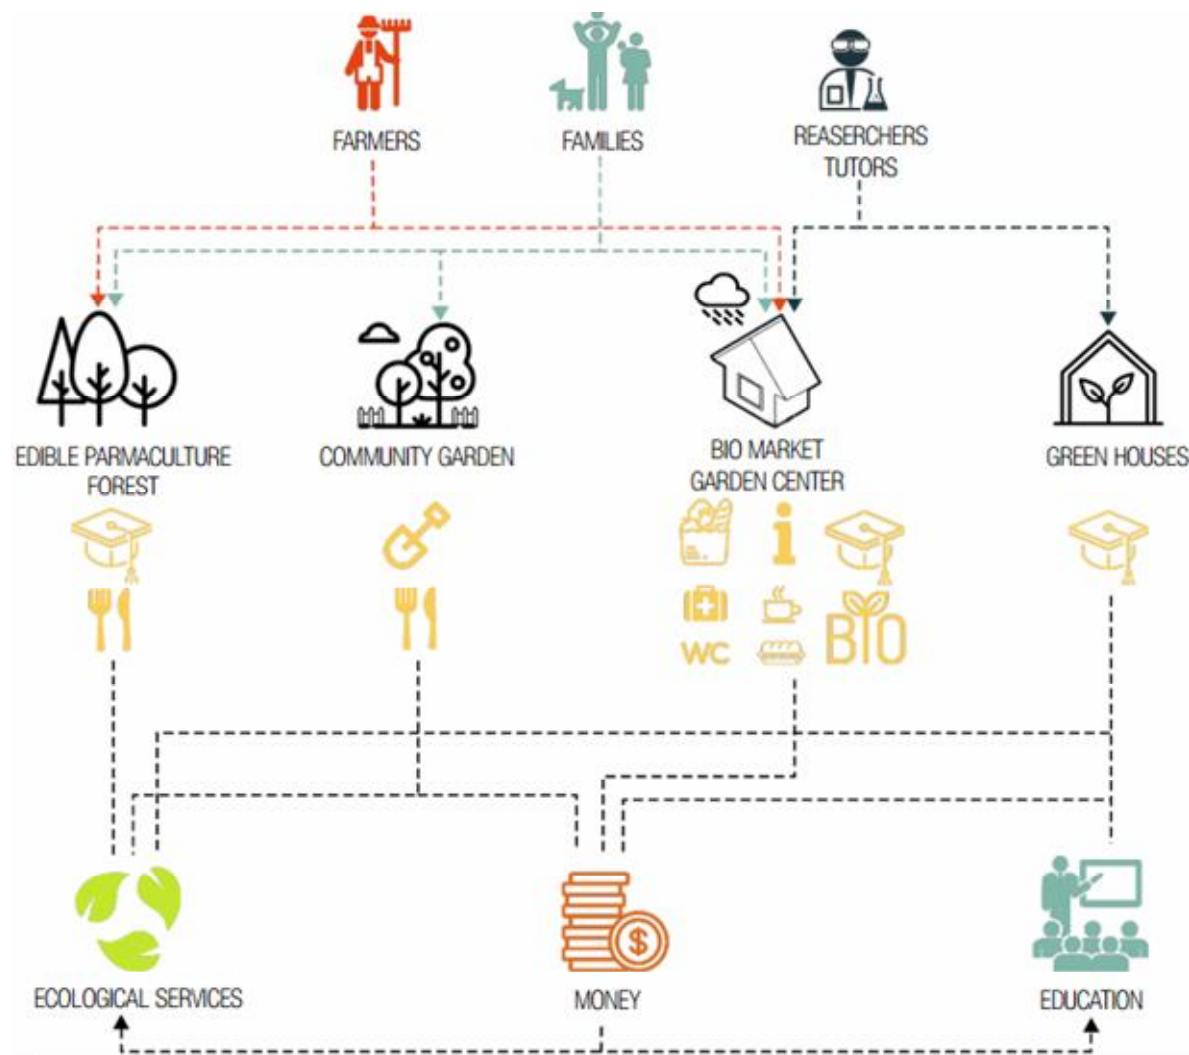 FARMERS
FAMILIES
REASERCHERS
TUTORS
EDIBLE PARMACULTURE
FOREST
COMMUNITY GARDEN
BIO MARKET
GARDEN CENTER
GREEN HOUSES
i
WC
BIO
$
ECOLOGICAL SERVICES
MONEY
EDUCATION